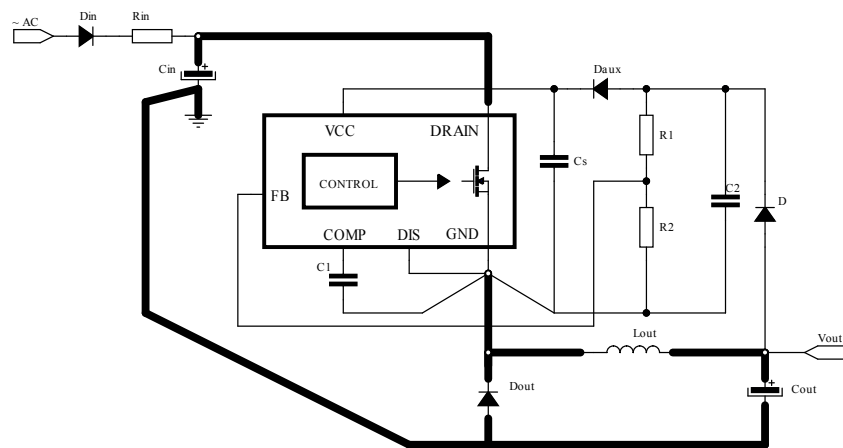 ~ AC
Din
Rin
Cin
+
Daux
VCC
DRAIN
R1
Cs
CONTROL
FB
C2
D
R2
COMP
DIS
GND
C1
Lout
Vout
Dout
+
Cout